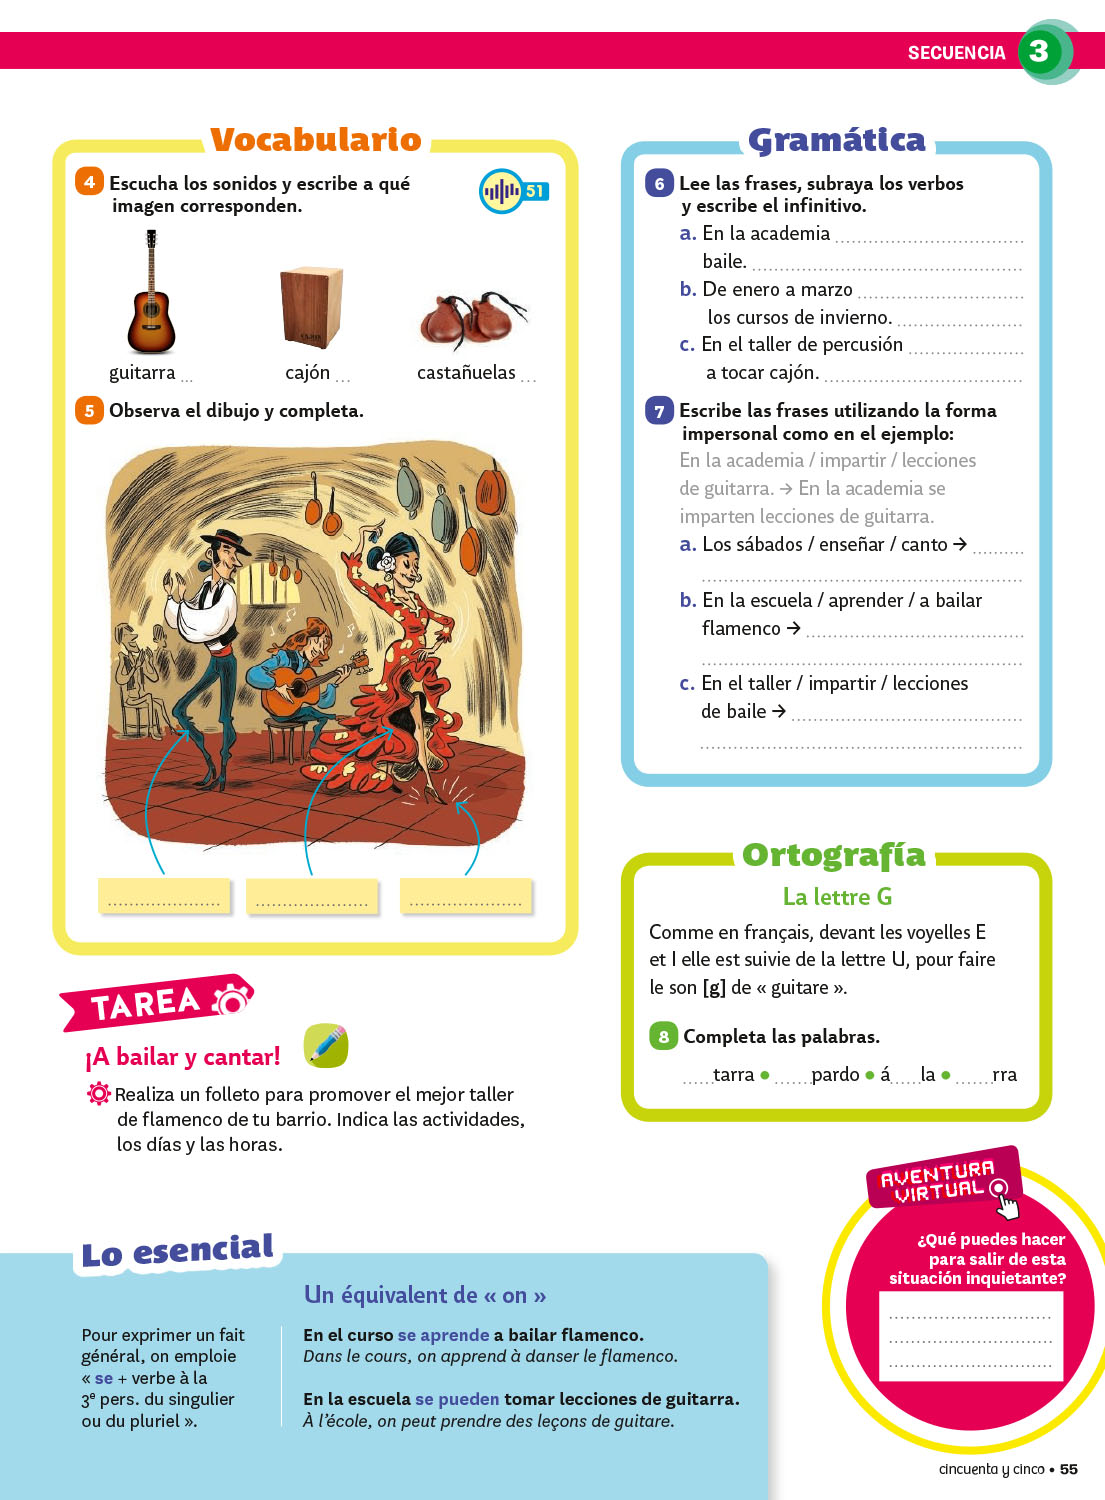 SECUENCIA 3
Vocabulario
4 Escucha los sonidos y escribe a qué
imagen corresponden.
51
guitarra ...
cajón ...
castañuelas ...
5 Observa el dibujo y completa.
.....................
.....................
.....................
TAREA
¡A bailar y cantar!
Realiza un folleto para promover el mejor taller
de flamenco de tu barrio. Indica las actividades,
los días y las horas.
Gramática
6 Lee las frases, subraya los verbos
y escribe el infinitivo.
a. En la academia ..................................
baile. .................................................
b. De enero a marzo ..............................
los cursos de invierno. .......................
c. En el taller de percusión .....................
a tocar cajón. ....................................
7 Escribe las frases utilizando la forma
impersonal como en el ejemplo:
En la academia / impartir / lecciones
de guitarra. → En la academia se
imparten lecciones de guitarra.
a. Los sábados / enseñar / canto → .........
..........................................................
b. En la escuela / aprender / a bailar
flamenco → .......................................
..........................................................
c. En el taller / impartir / lecciones
de baile → ..........................................
..........................................................
Ortografía
La lettre G
Comme en français, devant les voyelles E
et I elle est suivie de la lettre U, pour faire
le son [g] de « guitare ».
8 Completa las palabras.
......tarra • .......pardo • á......la • .......rra
AVENTURA
VIRTUAL
¿Qué puedes hacer
para salir de esta
situación inquietante?
..............................
..............................
..............................
Lo esencial
Un équivalent de « on »
Pour exprimer un fait
général, on emploie
« se + verbe à la
3e pers. du singulier
ou du pluriel ».
En el curso se aprende a bailar flamenco.
Dans le cours, on apprend à danser le flamenco.
En la escuela se pueden tomar lecciones de guitarra.
À l'école, on peut prendre des leçons de guitare.
cincuenta y cinco • 55